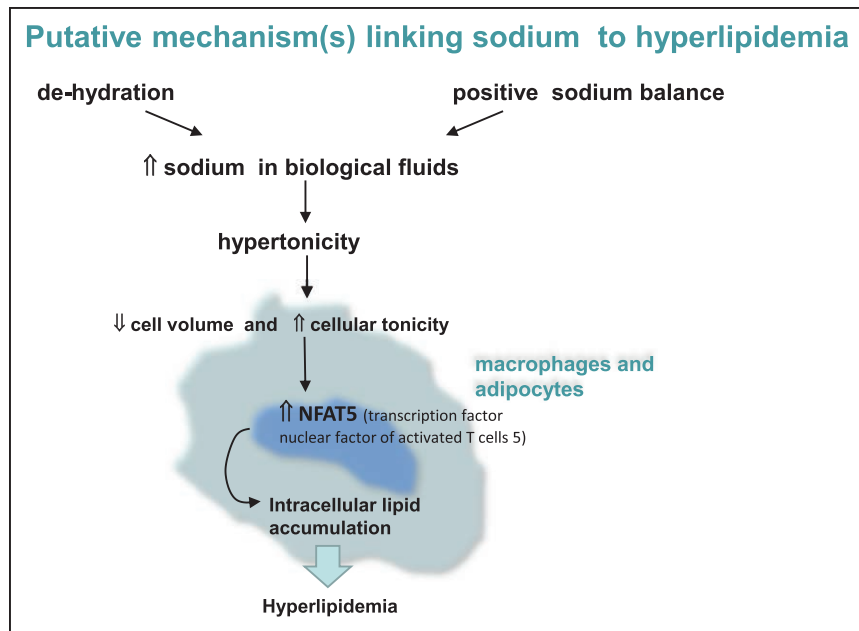 Putative mechanism(s) linking sodium to hyperlipidemia
de-hydration
positive sodium balance
⇑ sodium in biological fluids
hypertonicity
⇓ cell volume and ⇑ cellular tonicity
macrophages and
adipocytes
⇑ NFAT5 (transcription factor
nuclear factor of activated T cells 5)
Intracellular lipid
accumulation
Hyperlipidemia